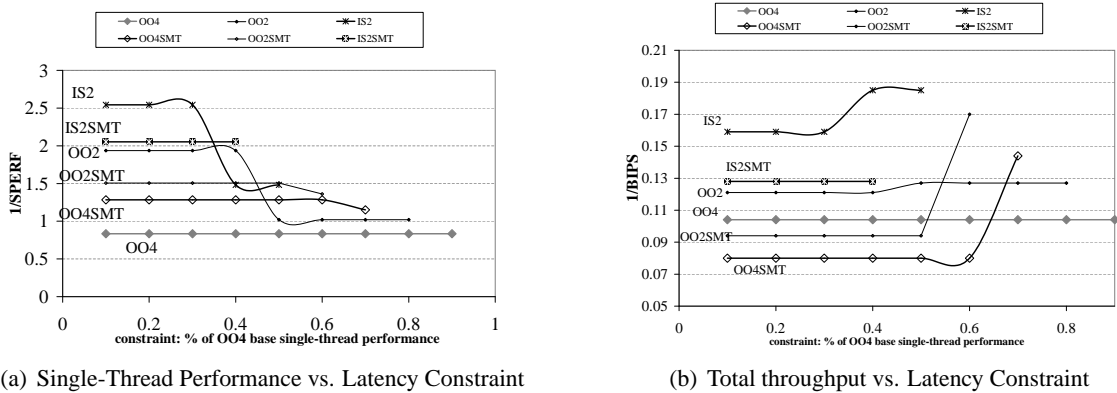 OO4 OO2 IS2
OO4SMT OO2SMT IS2SMT
3
2.5
2
1.5
1
0.5
0
IS2
IS2SMT
OO2
OO2SMT
OO4SMT
OO4
1/SPERF
0 0.2 0.4 0.6 0.8 1
constraint: % of OO4 base single-thread performance
(a) Single-Thread Performance vs. Latency Constraint
OO4 OO2 IS2
OO4SMT OO2SMT IS2SMT
0.21
0.19
0.17
0.15
0.13
0.11
0.09
0.07
0.05
IS2
IS2SMT
OO2
OO4
OO2SMT
OO4SMT
1/BIPS
0 0.2 0.4 0.6 0.8
constraint: % of OO4 base single-thread performance
(b) Total throughput vs. Latency Constraint